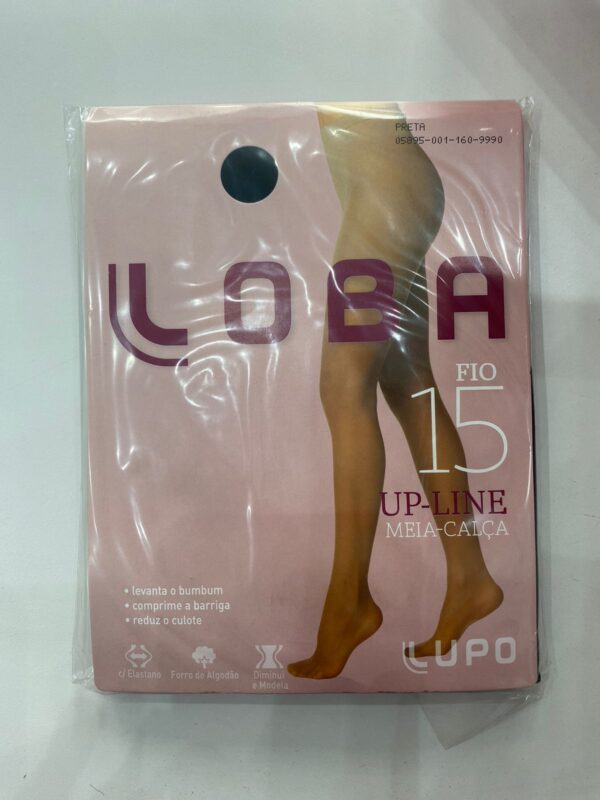 PRETA
05895-001-160-9990
LOBA
FIO
15
UP-LINE
MEIA-CALÇA
• levanta o bumbum
• comprime a barriga
• reduz o culote
c/ Elastano
Forro de Algodão
Diminui
e Modela
LUPO